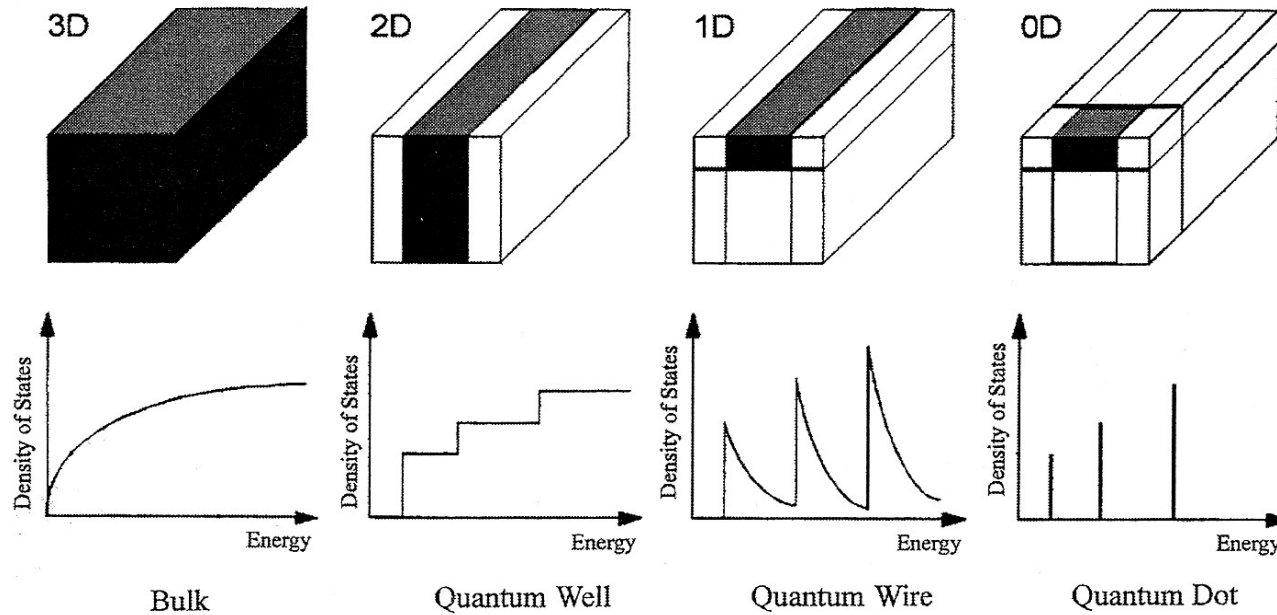 3D
2D
1D
0D
Density of States
Energy
Density of States
Energy
Density of States
Energy
Density of States
Energy
Bulk
Quantum Well
Quantum Wire
Quantum Dot